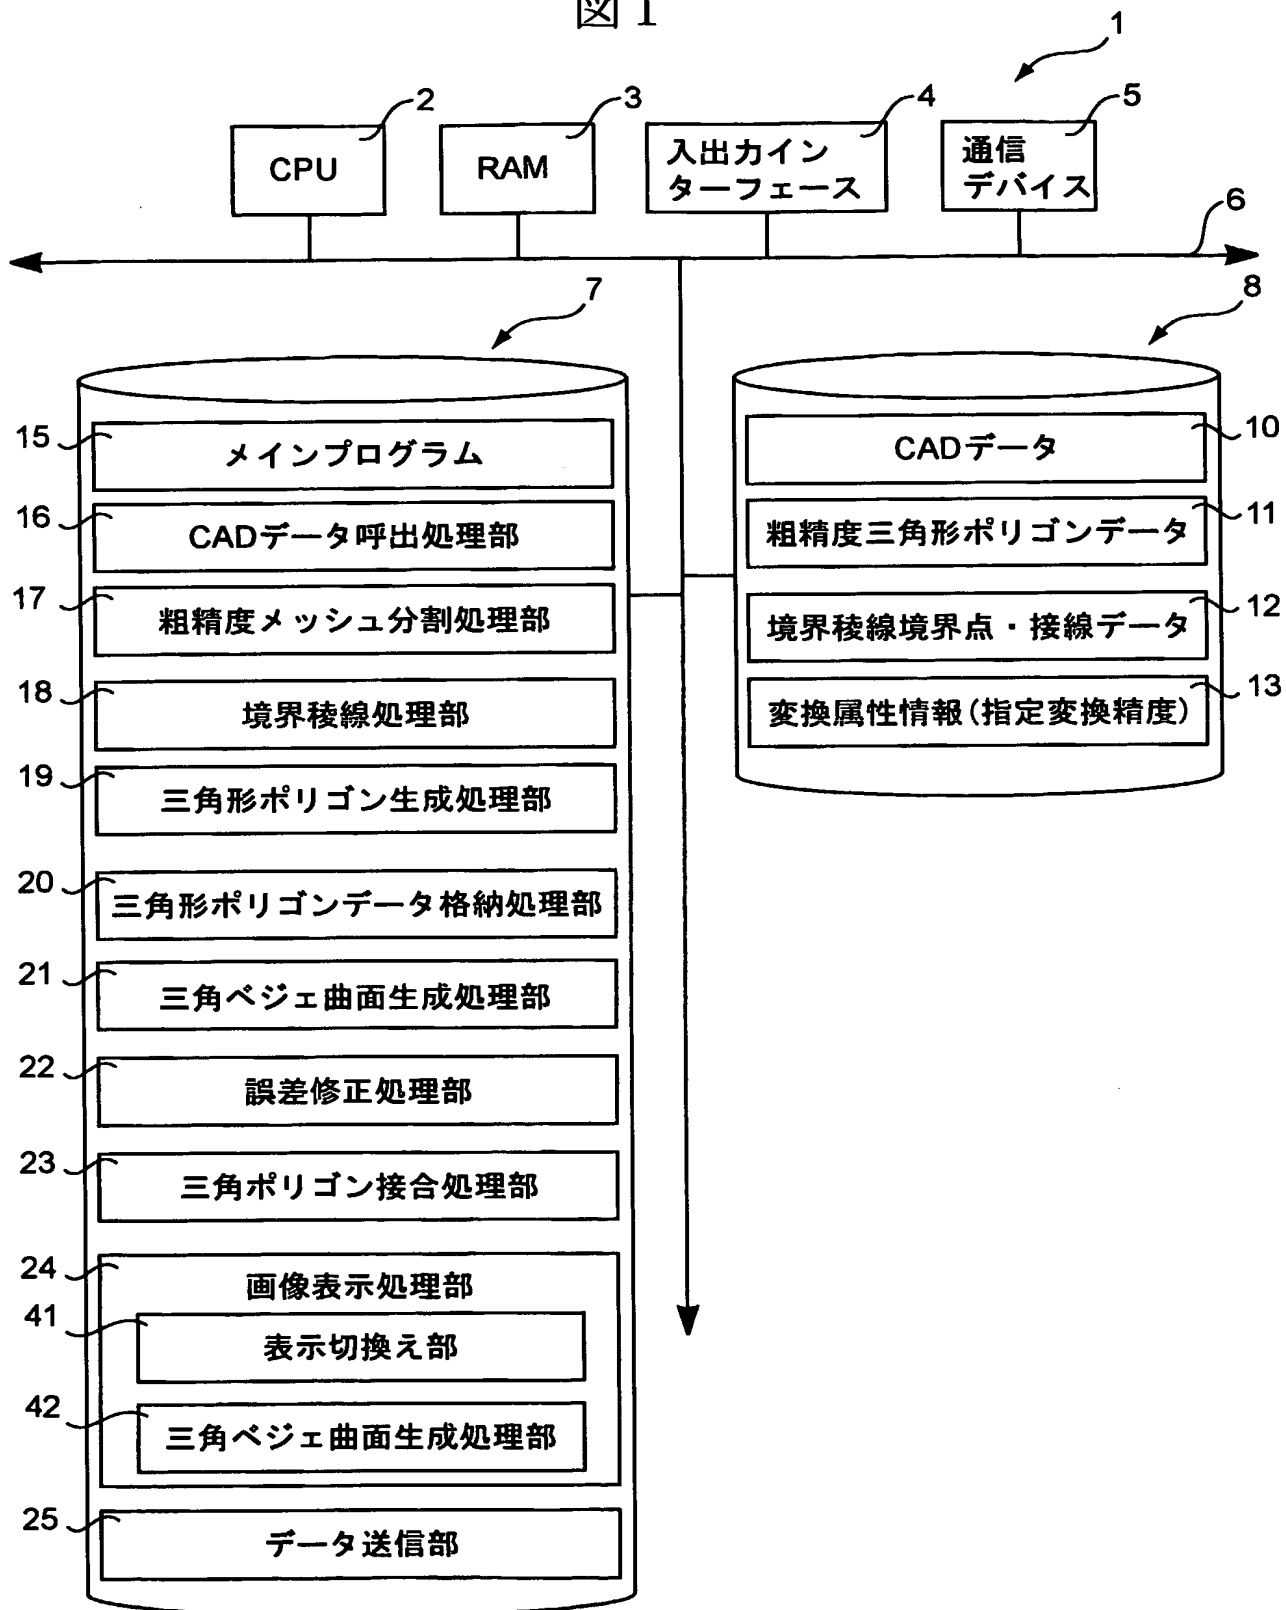 図1
1
2
3
4
5
CPU
RAM
入出力イン
ターフェース
通信
デバイス
6
7
8
15
メインプログラム
16
CADデータ呼出処理部
17
粗精度メッシュ分割処理部
18
境界稜線処理部
19
三角形ポリゴン生成処理部
20
三角形ポリゴンデータ格納処理部
21
三角ベジェ曲面生成処理部
22
誤差修正処理部
23
三角ポリゴン接合処理部
24
画像表示処理部
41
表示切換え部
42
三角ベジェ曲面生成処理部
25
データ送信部
10
CADデータ
11
粗精度三角形ポリゴンデータ
12
境界稜線境界点・接線データ
13
変換属性情報(指定変換精度)